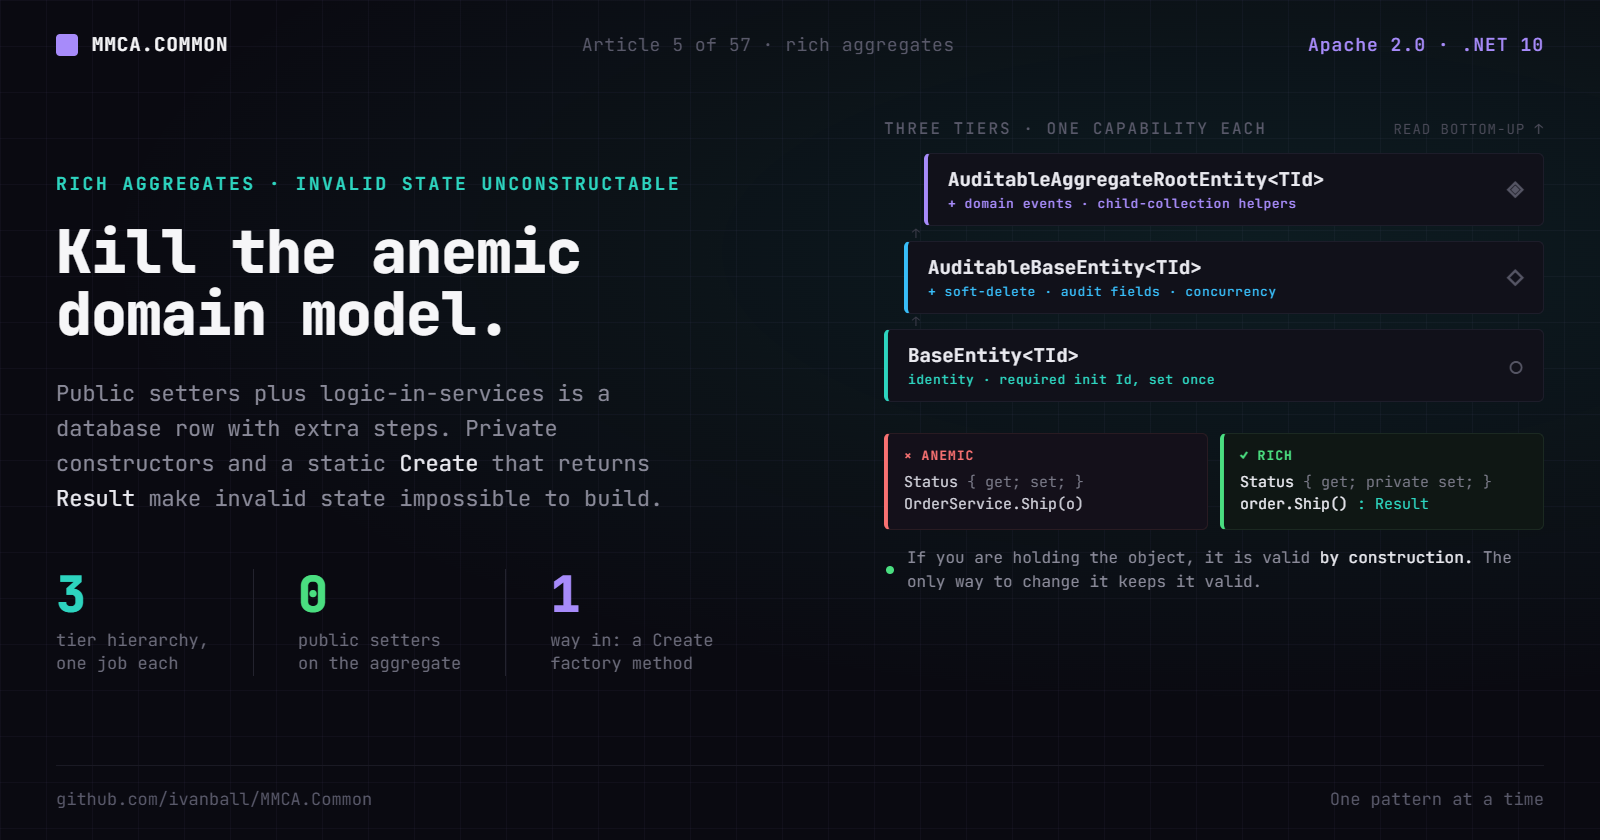 MMCA.COMMON
Article 5 of 57 · rich aggregates
Apache 2.0 · .NET 10
RICH AGGREGATES · INVALID STATE UNCONSTRUCTABLE
Kill the anemic
domain model.
Public setters plus logic-in-services is a
database row with extra steps. Private
constructors and a static Create that returns
Result make invalid state impossible to build.
3
tier hierarchy,
one job each
0
public setters
on the aggregate
1
way in: a Create
factory method
THREE TIERS · ONE CAPABILITY EACH
READ BOTTOM-UP ↑
AuditableAggregateRootEntity<TId>
+ domain events · child-collection helpers
↑
AuditableBaseEntity<TId>
+ soft-delete · audit fields · concurrency
↑
BaseEntity<TId>
identity · required init Id, set once
× ANEMIC
Status { get; set; }
OrderService.Ship(o)
✓ RICH
Status { get; private set; }
order.Ship() : Result
If you are holding the object, it is valid by construction. The
only way to change it keeps it valid.
github.com/ivanball/MMCA.Common
One pattern at a time